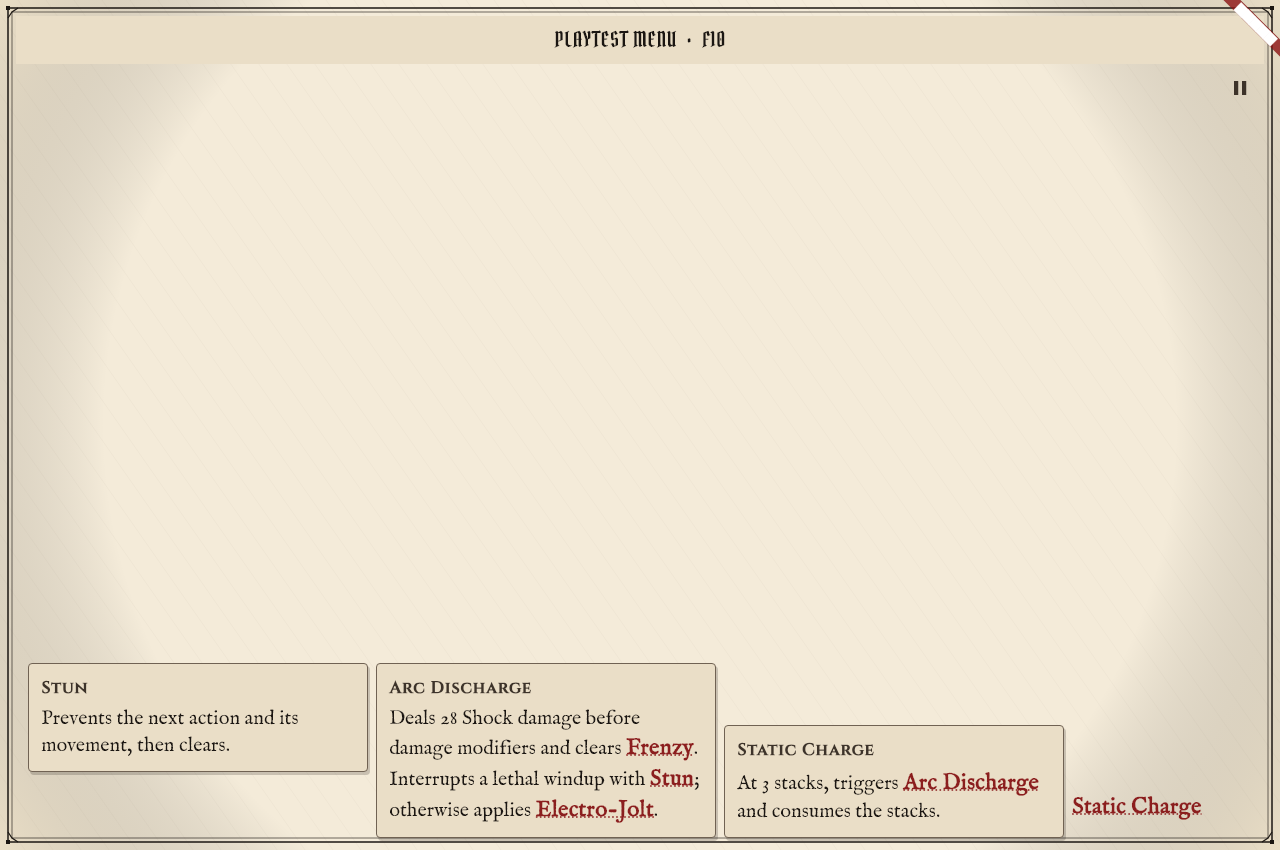 PLAYTEST MENU · F10
Stun
Prevents the next action and its
movement, then clears.
Arc Discharge
Deals 28 Shock damage before
damage modifiers and clears Frenzy.
Interrupts a lethal windup with Stun;
otherwise applies Electro-Jolt.
Static Charge
At 3 stacks, triggers Arc Discharge
and consumes the stacks.
Static Charge